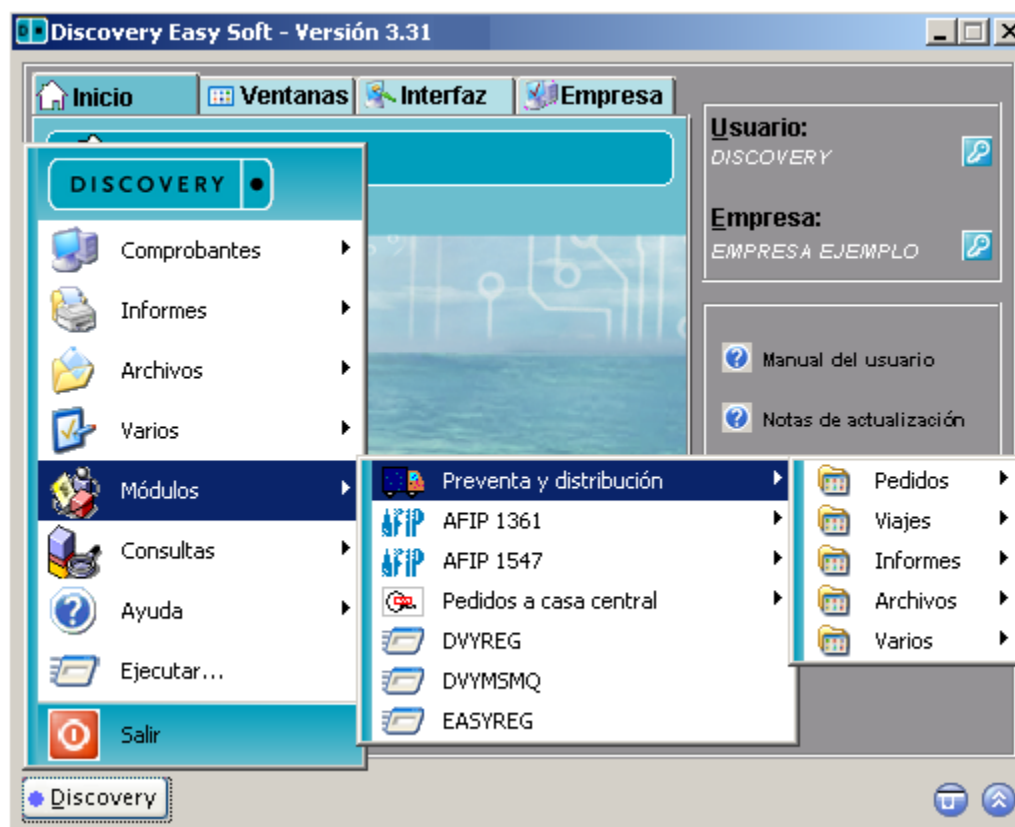 Discovery Easy Soft - Versión 3.31
Inicio
Ventanas
Interfaz
Empresa
Usuario:
DISCOVERY
Empresa:
EMPRESA EJEMPLO
Manual del usuario
Notas de actualización
DISCOVERY
Comprobantes
Informes
Archivos
Varios
Módulos
Consultas
Ayuda
Ejecutar...
Salir
Preventa y distribución
AFIP 1361
AFIP 1547
Pedidos a casa central
DVYREG
DVYMSMQ
EASYREG
Pedidos
Viajes
Informes
Archivos
Varios
Discovery